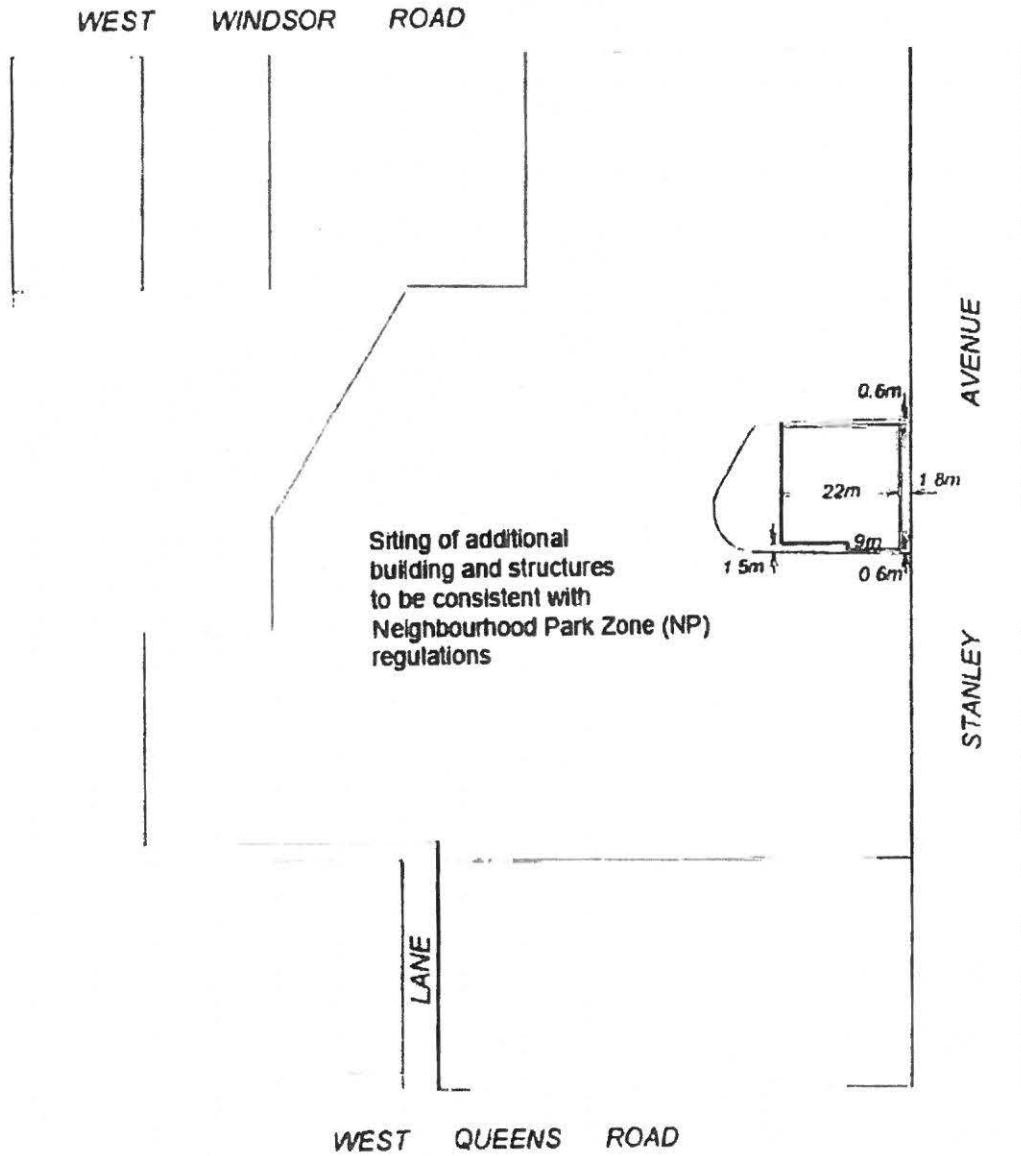 WEST WINDSOR ROAD
AVENUE
0.6m
22m
1 8m
9m
1 5m
0 6m
Siting of additional
building and structures
to be consistent with
Neighbourhood Park Zone (NP)
regulations
STANLEY
LANE
WEST QUEENS ROAD